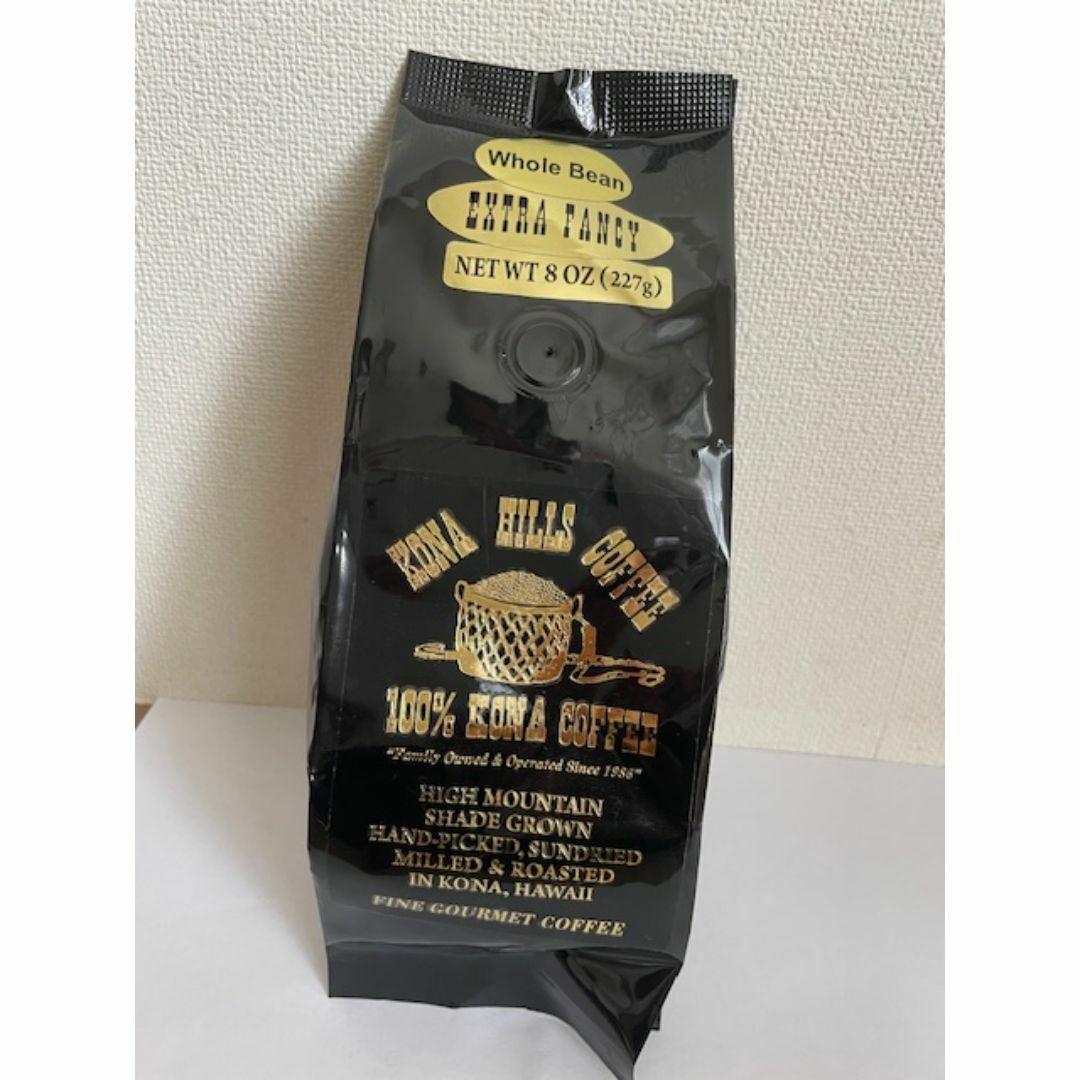 Whole Bean
EXTRA FANCY
NET WT 8 OZ (227g)
KONA HILLS COFFEE
100% KONA COFFEE
"Family Owned & Operated Since 1986"
HIGH MOUNTAIN
SHADE GROWN
HAND-PICKED, SUNDRIED
MILLED & ROASTED
IN KONA, HAWAII
FINE GOURMET COFFEE